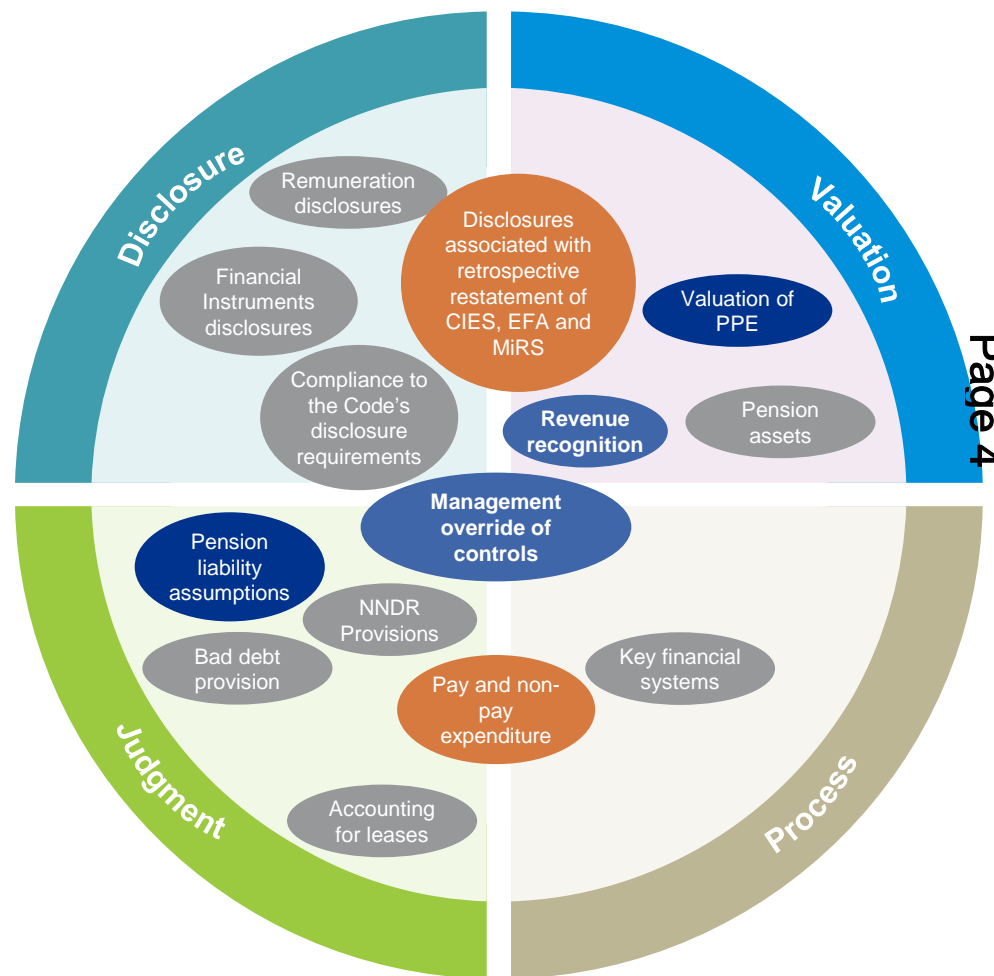 Disclosure
Valuation
Remuneration
disclosures
Disclosures
associated with
retrospective
restatement of
CIES, EFA and
MiRS
Financial
Instruments
disclosures
Valuation of
PPE
Compliance to
the Code's
disclosure
requirements
Revenue
recognition
Pension
assets
Page 4
Management
override of
controls
Pension
liability
assumptions
NNDR
Provisions
Bad debt
provision
Pay and non-
pay
expenditure
Key financial
systems
Accounting
for leases
Judgment
Process